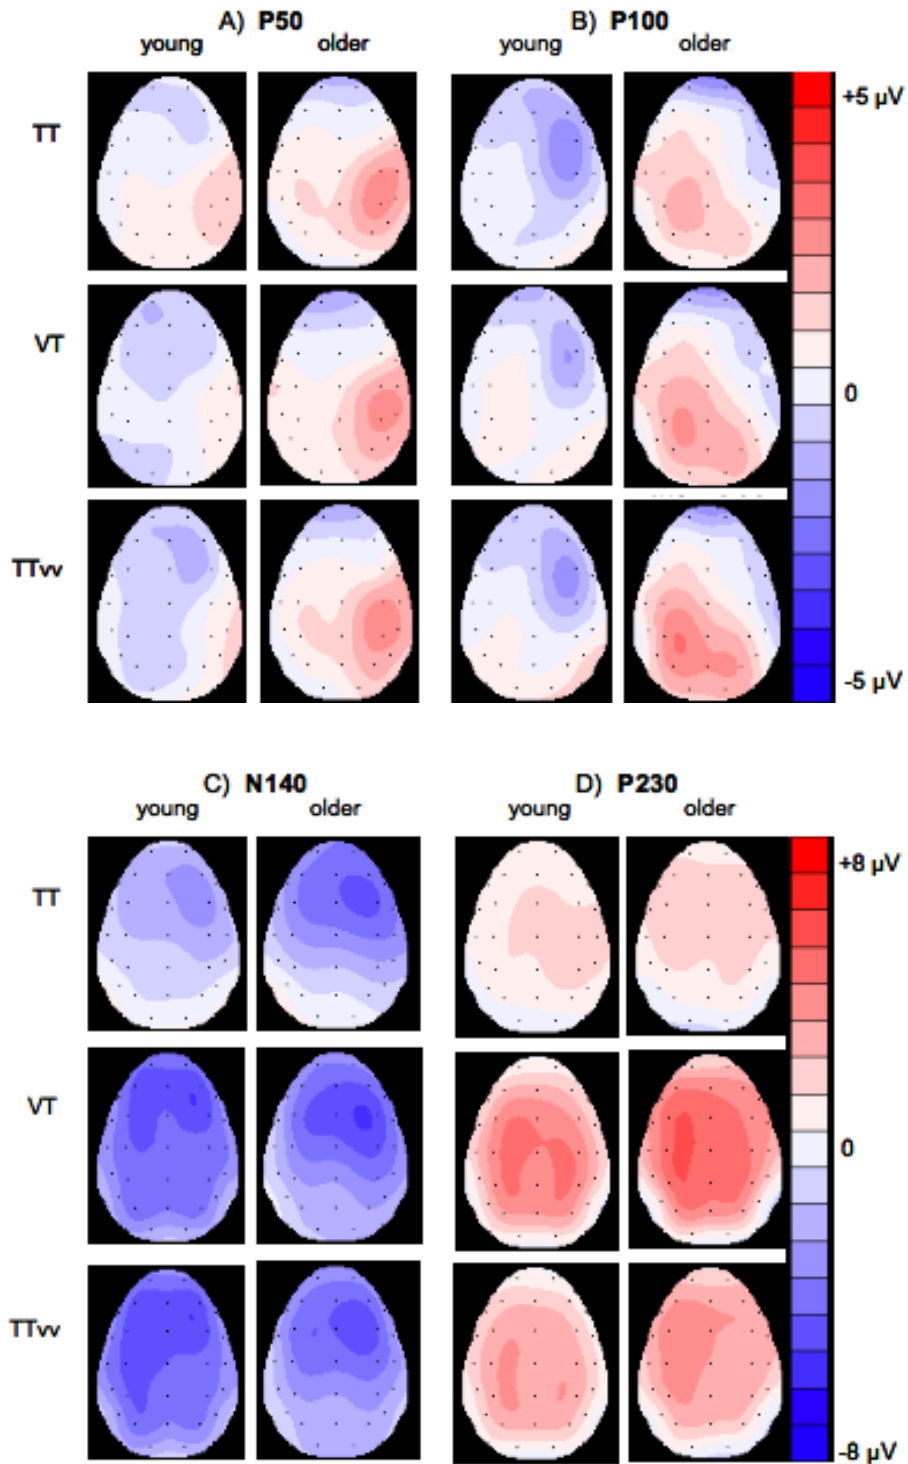 A) P50
B) P100
young older young older
+5 µV
TT
VT
0
TTvv
-5 µV
C) N140
D) P230
young older young older
+8 µV
TT
VT
0
TTvv
-8 µV